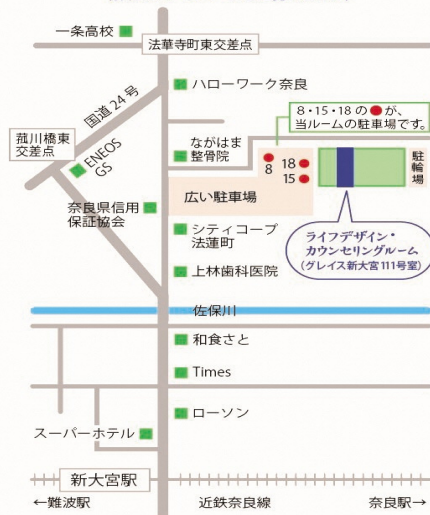 一条高校
法華寺町東交差点
国道24号
ハローワーク奈良
菰川橋東
交差点
ENEOS
GS
ながはま
整骨院
8・15・18の●が、
当ルームの駐車場です。
8
18
15
駐輪場
広い駐車場
奈良県信用
保証協会
シティコープ
法蓮町
ライフデザイン・
カウンセリングルーム
(グレイス新大宮111号室)
上林歯科医院
佐保川
和食さと
Times
ローソン
スーパーホテル
新大宮駅
←難波駅
近鉄奈良線
奈良駅→